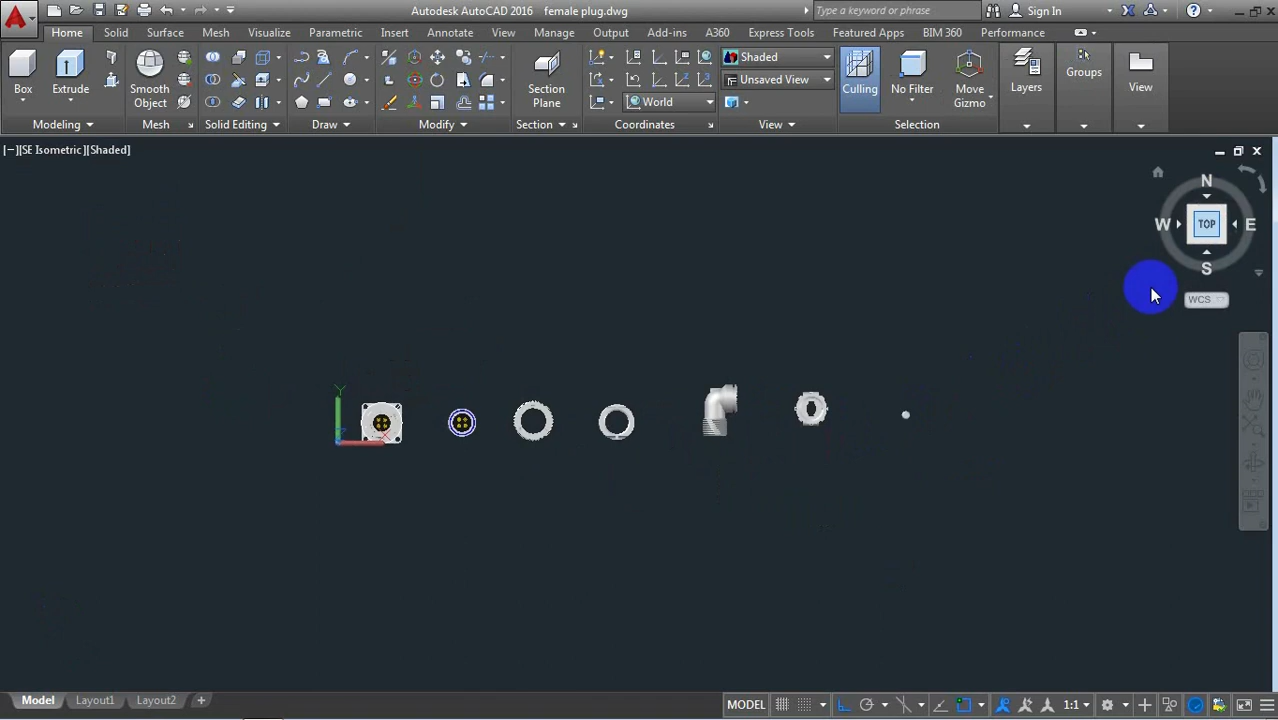 Autodesk AutoCAD 2016 female plug.dwg
Type a keyword or phrase
Sign In
Home Solid Surface Mesh Visualize Parametric Insert Annotate View Manage Output Add-ins A360 Express Tools Featured Apps BIM 360 Performance
Box
Extrude
Smooth
Object
Section
Plane
Shaded
Unsaved View
World
Culling
No Filter
Move
Gizmo
Layers
Groups
View
Modeling Mesh Solid Editing Draw Modify Section Coordinates View Selection
[−][SE Isometric][Shaded]
N
W TOP E
S
WCS
Y
X
Model Layout1 Layout2 +
MODEL
1:1